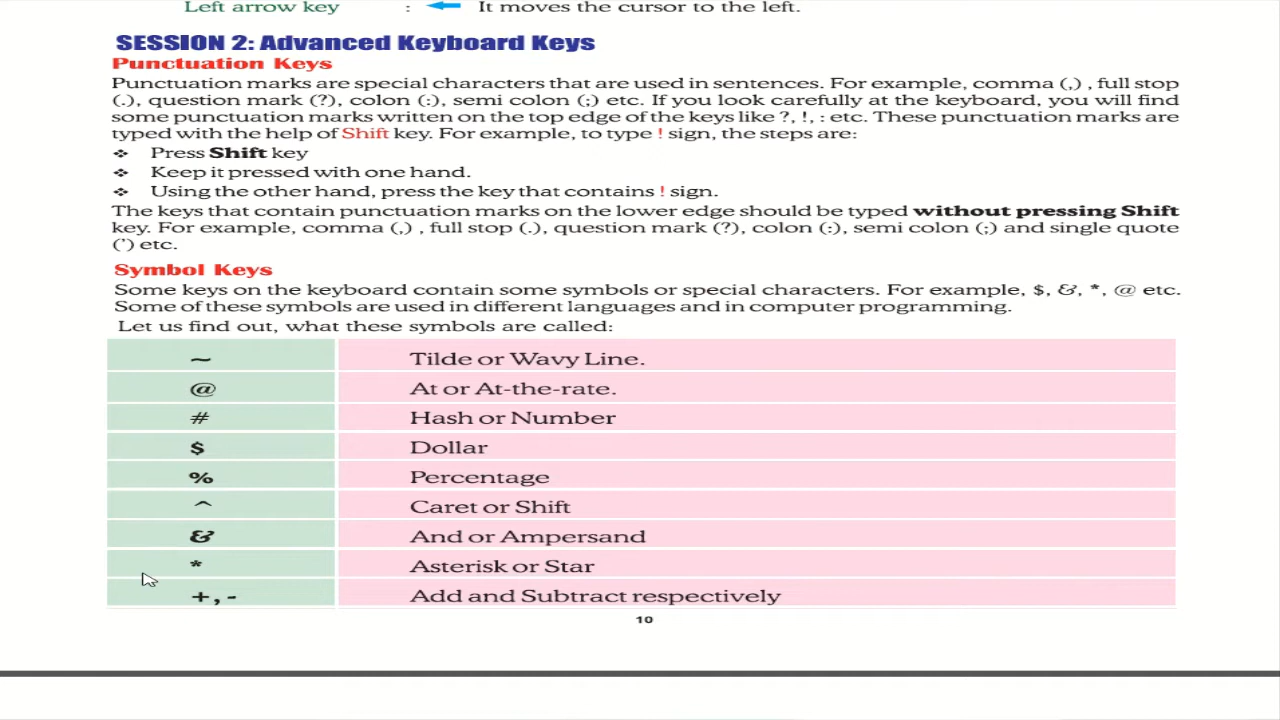 Left arrow key : It moves the cursor to the left.
SESSION 2: Advanced Keyboard Keys
Punctuation Keys
Punctuation marks are special characters that are used in sentences. For example, comma (,) , full stop
(.), question mark (?), colon (:), semi colon (;) etc. If you look carefully at the keyboard, you will find
some punctuation marks written on the top edge of the keys like ?, !, : etc. These punctuation marks are
typed with the help of Shift key. For example, to type ! sign, the steps are:
❖ Press Shift key
❖ Keep it pressed with one hand.
❖ Using the other hand, press the key that contains ! sign.
The keys that contain punctuation marks on the lower edge should be typed without pressing Shift
key. For example, comma (,) , full stop (.), question mark (?), colon (:), semi colon (;) and single quote
(') etc.
Symbol Keys
Some keys on the keyboard contain some symbols or special characters. For example, $, &, *, @ etc.
Some of these symbols are used in different languages and in computer programming.
Let us find out, what these symbols are called:
~ Tilde or Wavy Line.
@ At or At-the-rate.
# Hash or Number
$ Dollar
% Percentage
^ Caret or Shift
& And or Ampersand
* Asterisk or Star
+,- Add and Subtract respectively
10